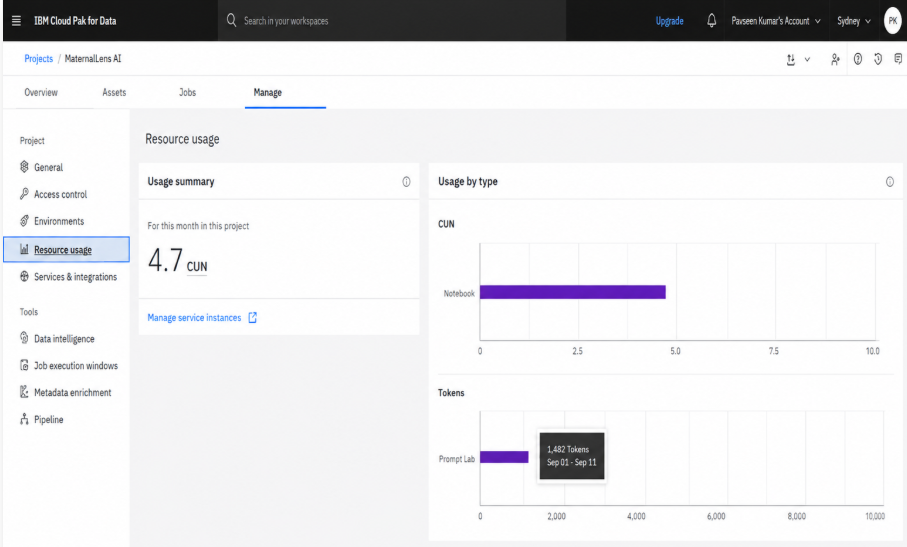 IBM Cloud Pak for Data
Search in your workspaces
Upgrade
Pavseen Kumar's Account
Sydney
PK
Projects / MaternalLens AI
Overview
Assets
Jobs
Manage
Project
General
Access control
Environments
Resource usage
Services & integrations
Tools
Data intelligence
Job execution windows
Metadata enrichment
Pipeline
Resource usage
Usage summary
For this month in this project
4.7 CUN
Manage service instances
Usage by type
CUN
Notebook
0 2.5 5.0 7.5 10.0
Tokens
Prompt Lab
1,482 Tokens
Sep 01 - Sep 11
0 2,000 4,000 6,000 8,000 10,000